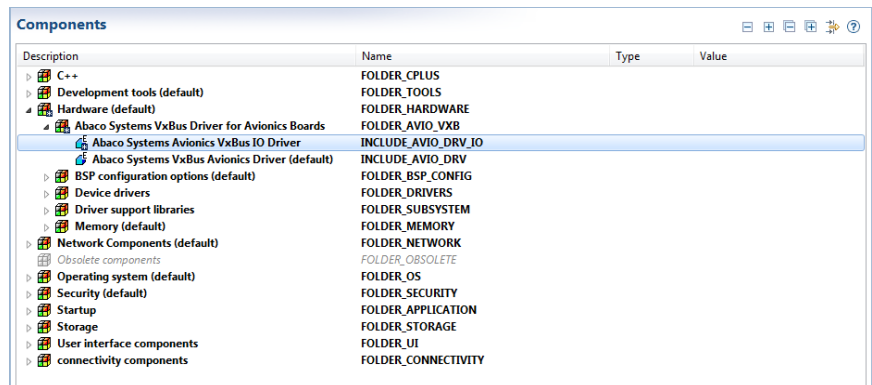 Components
Description Name Type Value
C++ FOLDER_CPLUS
Development tools (default) FOLDER_TOOLS
Hardware (default) FOLDER_HARDWARE
Abaco Systems VxBus Driver for Avionics Boards FOLDER_AVIO_VXB
Abaco Systems Avionics VxBus IO Driver INCLUDE_AVIO_DRV_IO
Abaco Systems VxBus Avionics Driver (default) INCLUDE_AVIO_DRV
BSP configuration options (default) FOLDER_BSP_CONFIG
Device drivers FOLDER_DRIVERS
Driver support libraries FOLDER_SUBSYSTEM
Memory (default) FOLDER_MEMORY
Network Components (default) FOLDER_NETWORK
Obsolete components FOLDER_OBSOLETE
Operating system (default) FOLDER_OS
Security (default) FOLDER_SECURITY
Startup FOLDER_APPLICATION
Storage FOLDER_STORAGE
User interface components FOLDER_UI
connectivity components FOLDER_CONNECTIVITY